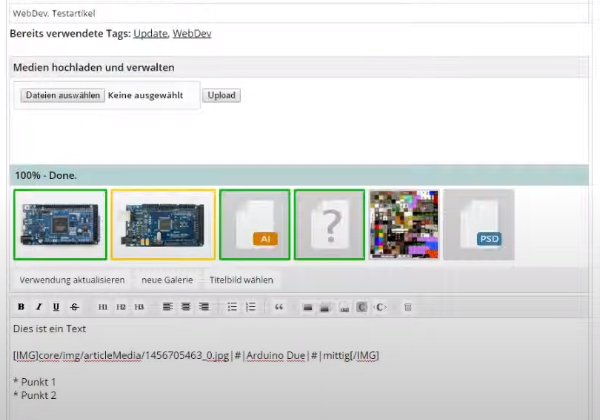 WebDev, Testartikel
Bereits verwendete Tags: Update, WebDev
Medien hochladen und verwalten
Dateien auswählen Keine ausgewählt Upload
100% - Done.
AI ? PSD
Verwendung aktualisieren neue Galerie Titelbild wählen
B I U S H1 H2 H3 “ C <C>
Dies ist ein Text
[IMG]core/img/articleMedia/1456705463_0.jpg|#|Arduino Due|#|mittig[/IMG]
* Punkt 1
* Punkt 2